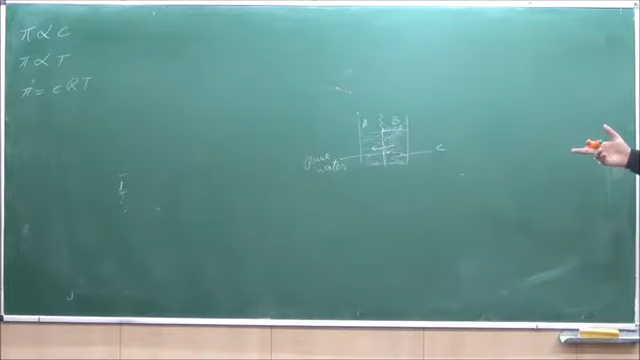 π ∝ c
π ∝ T
π = cRT
A B
pure
water
c